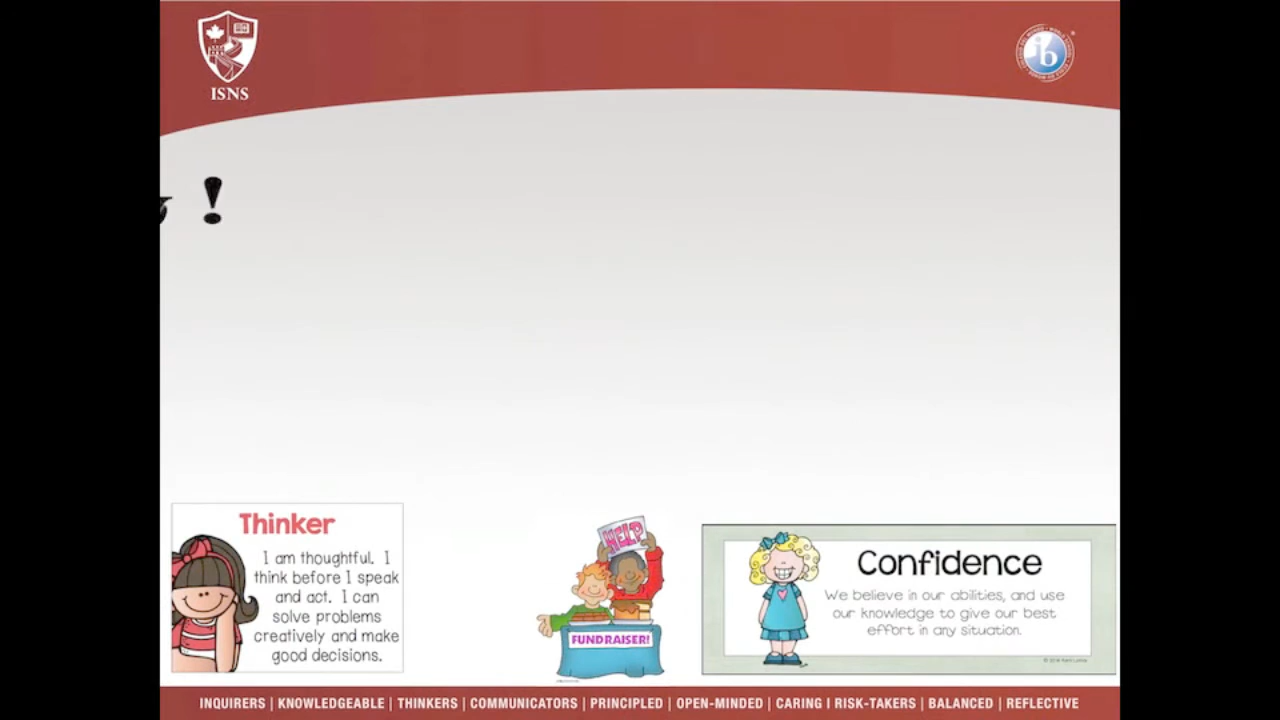 ISNS
ib
!
Thinker
I am thoughtful. I
think before I speak
and act. I can
solve problems
creatively and make
good decisions.
HELP
FUNDRAISER!
Confidence
We believe in our abilities, and use
our knowledge to give our best
effort in any situation.
INQUIRERS | KNOWLEDGEABLE | THINKERS | COMMUNICATORS | PRINCIPLED | OPEN-MINDED | CARING I RISK-TAKERS | BALANCED | REFLECTIVE